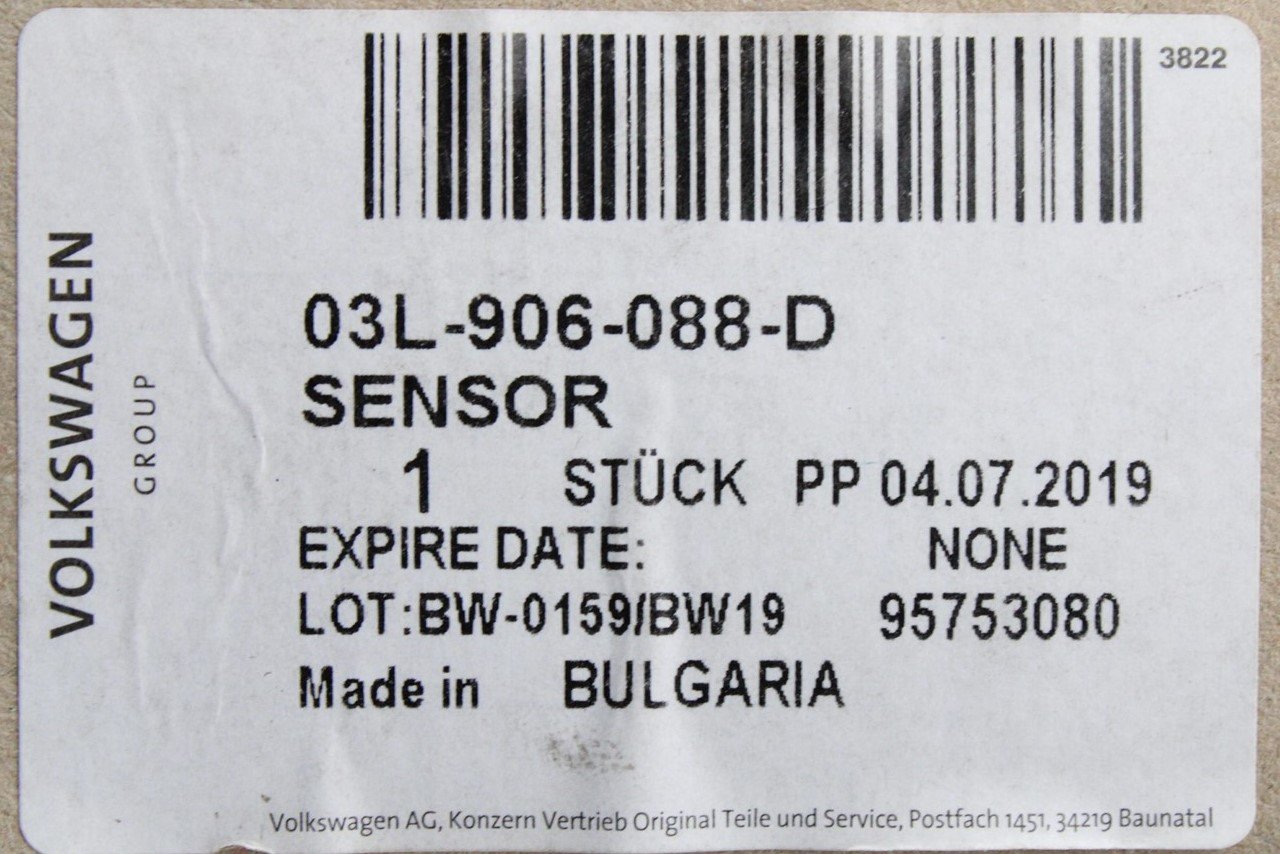 3822
VOLKSWAGEN
GROUP
03L-906-088-D
SENSOR
1 STÜCK PP 04.07.2019
EXPIRE DATE: NONE
LOT:BW-0159/BW19 95753080
Made in BULGARIA
Volkswagen AG, Konzern Vertrieb Original Teile und Service, Postfach 1451, 34219 Baunatal